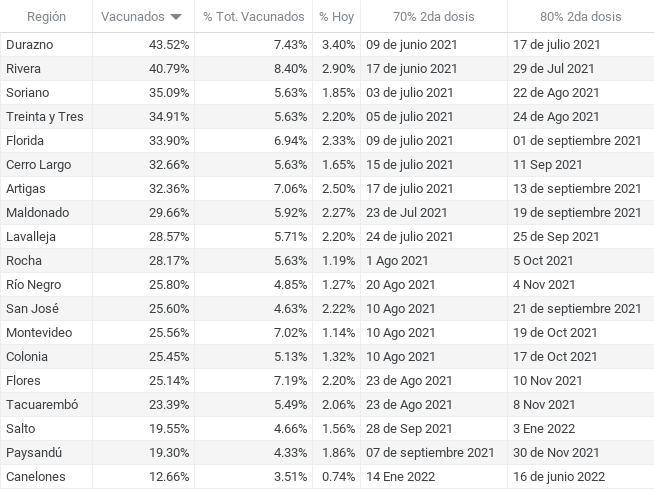 Región Vacunados % Tot. Vacunados % Hoy 70% 2da dosis 80% 2da dosis
Durazno 43.52% 7.43% 3.40% 09 de junio 2021 17 de julio 2021
Rivera 40.79% 8.40% 2.90% 17 de junio 2021 29 de Jul 2021
Soriano 35.09% 5.63% 1.85% 03 de julio 2021 22 de Ago 2021
Treinta y Tres 34.91% 5.63% 2.20% 05 de julio 2021 24 de Ago 2021
Florida 33.90% 6.94% 2.33% 09 de julio 2021 01 de septiembre 2021
Cerro Largo 32.66% 5.63% 1.65% 15 de julio 2021 11 Sep 2021
Artigas 32.36% 7.06% 2.50% 17 de julio 2021 13 de septiembre 2021
Maldonado 29.66% 5.92% 2.27% 23 de Jul 2021 19 de septiembre 2021
Lavalleja 28.57% 5.71% 2.20% 24 de julio 2021 25 de Sep 2021
Rocha 28.17% 5.63% 1.19% 1 Ago 2021 5 Oct 2021
Río Negro 25.80% 4.85% 1.27% 20 Ago 2021 4 Nov 2021
San José 25.60% 4.63% 2.22% 10 Ago 2021 21 de septiembre 2021
Montevideo 25.56% 7.02% 1.14% 10 Ago 2021 19 de Oct 2021
Colonia 25.45% 5.13% 1.32% 10 Ago 2021 17 de Oct 2021
Flores 25.14% 7.19% 2.20% 23 de Ago 2021 10 Nov 2021
Tacuarembó 23.39% 5.49% 2.06% 23 de Ago 2021 8 Nov 2021
Salto 19.55% 4.66% 1.56% 28 de Sep 2021 3 Ene 2022
Paysandú 19.30% 4.33% 1.86% 07 de septiembre 2021 30 de Nov 2021
Canelones 12.66% 3.51% 0.74% 14 Ene 2022 16 de junio 2022